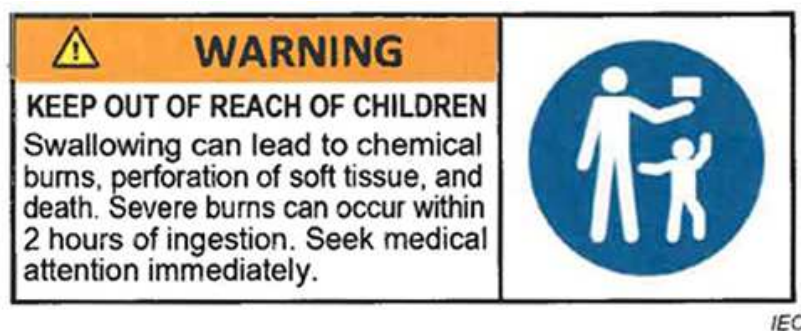 WARNING
KEEP OUT OF REACH OF CHILDREN
Swallowing can lead to chemical
burns, perforation of soft tissue, and
death. Severe burns can occur within
2 hours of ingestion. Seek medical
attention immediately.
IEC